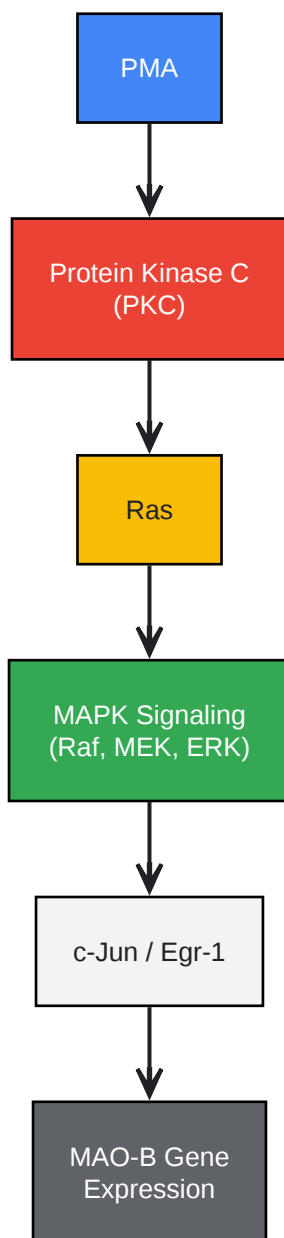 PMA
Protein Kinase C
(PKC)
Ras
MAPK Signaling
(Raf, MEK, ERK)
c-Jun / Egr-1
MAO-B Gene
Expression